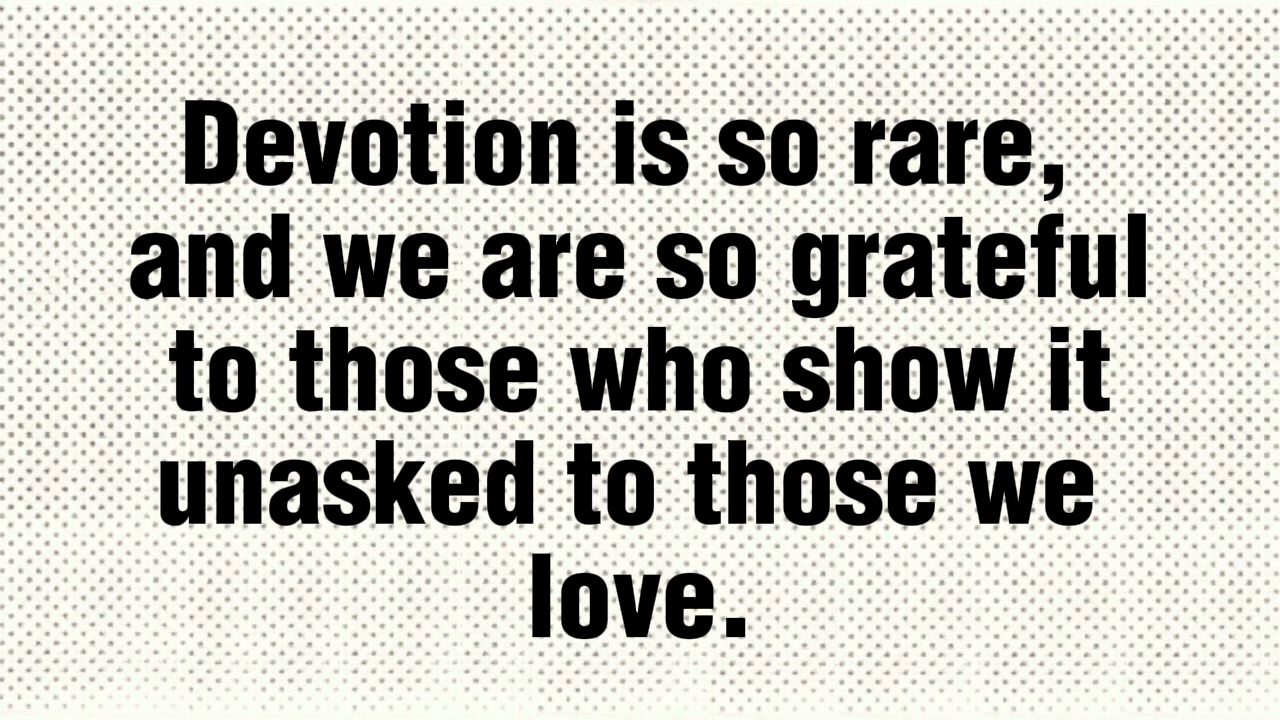 Devotion is so rare,
and we are so grateful
to those who show it
unasked to those we
love.